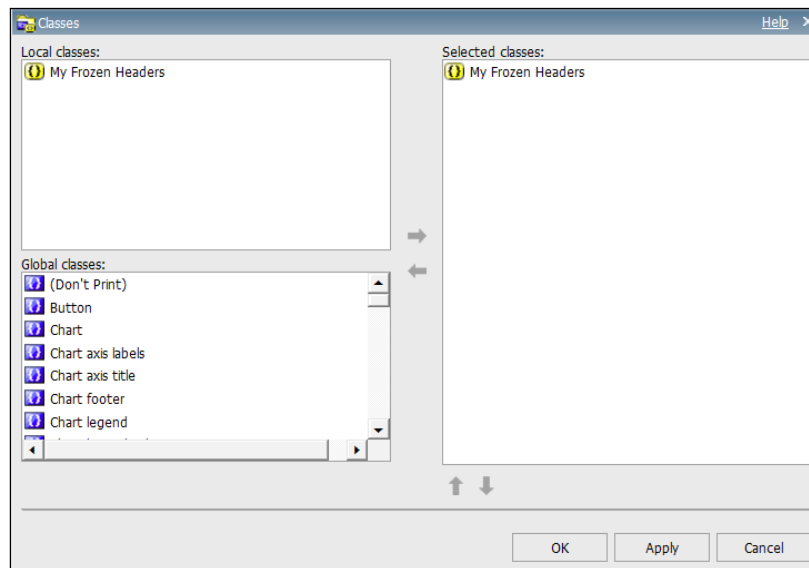 Classes
Help
Local classes:
My Frozen Headers
Selected classes:
My Frozen Headers
Global classes:
(Don't Print)
Button
Chart
Chart axis labels
Chart axis title
Chart footer
Chart legend
OK
Apply
Cancel